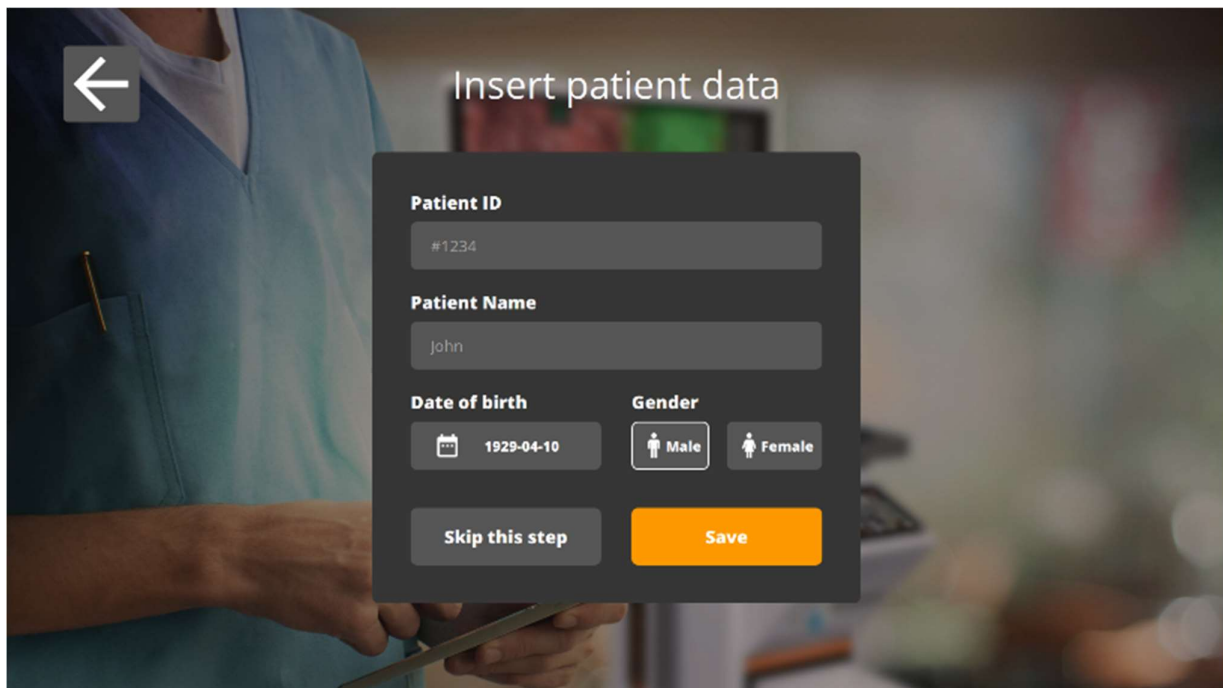 Insert patient data
Patient ID
#1234
Patient Name
John
Date of birth Gender
1929-04-10 Male Female
Skip this step Save